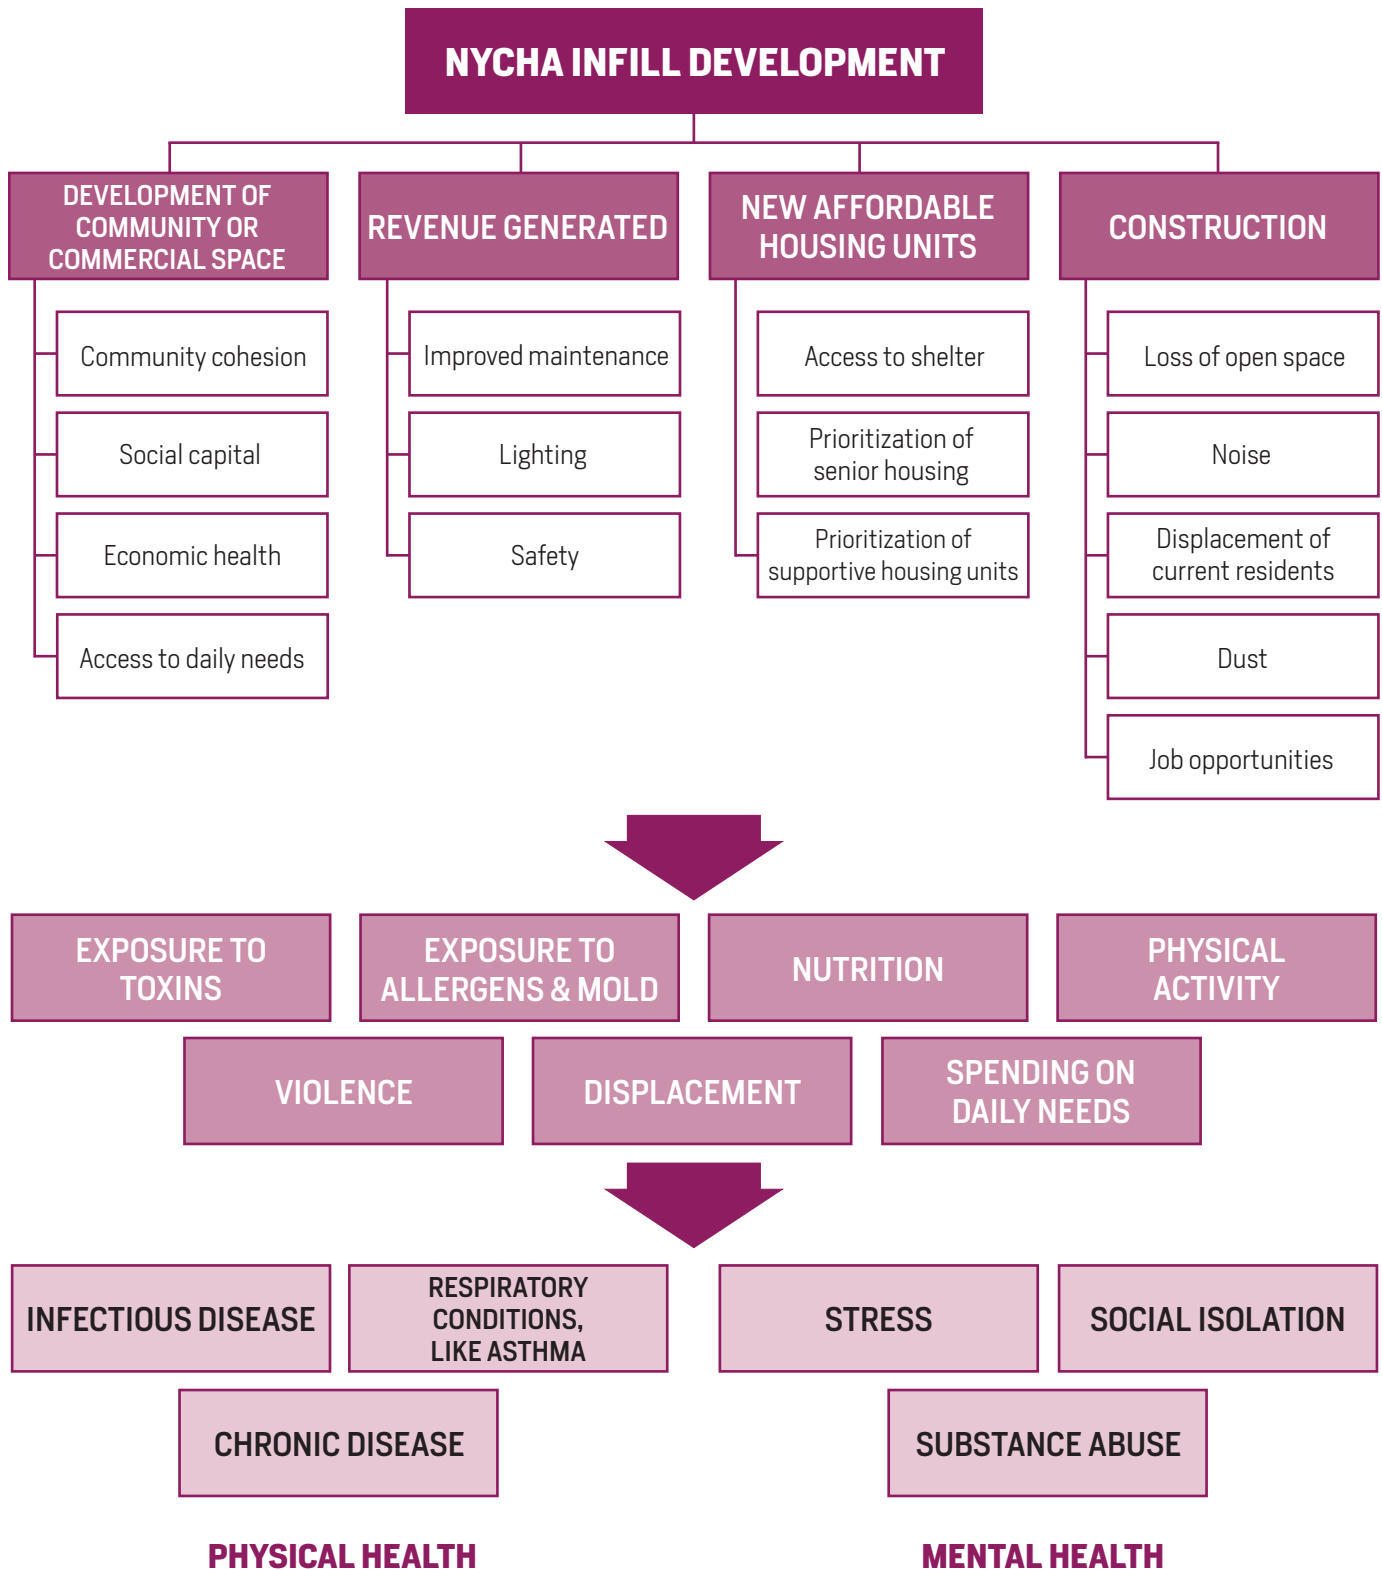 NYCHA INFILL DEVELOPMENT
DEVELOPMENT OF
COMMUNITY OR
COMMERCIAL SPACE
Community cohesion
Social capital
Economic health
Access to daily needs
REVENUE GENERATED
Improved maintenance
Lighting
Safety
NEW AFFORDABLE
HOUSING UNITS
Access to shelter
Prioritization of
senior housing
Prioritization of
supportive housing units
CONSTRUCTION
Loss of open space
Noise
Displacement of
current residents
Dust
Job opportunities
EXPOSURE TO
TOXINS
EXPOSURE TO
ALLERGENS & MOLD
NUTRITION
PHYSICAL
ACTIVITY
VIOLENCE
DISPLACEMENT
SPENDING ON
DAILY NEEDS
INFECTIOUS DISEASE
RESPIRATORY
CONDITIONS,
LIKE ASTHMA
CHRONIC DISEASE
PHYSICAL HEALTH
STRESS
SOCIAL ISOLATION
SUBSTANCE ABUSE
MENTAL HEALTH